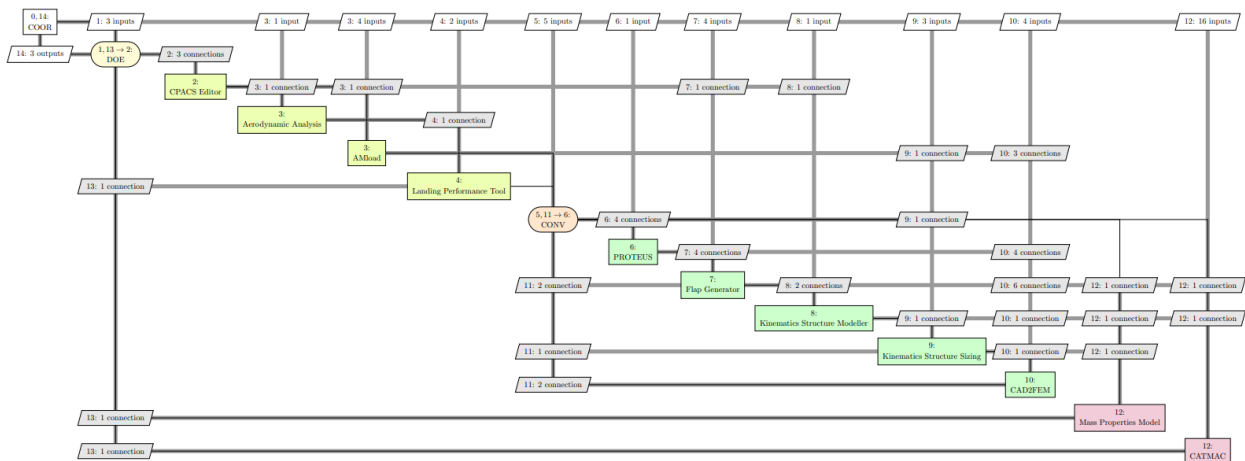 0, 14:
COOR
1: 3 inputs
3: 1 input
3: 4 inputs
4: 2 inputs
5: 5 inputs
6: 1 input
7: 4 inputs
8: 1 input
9: 3 inputs
10: 4 inputs
12: 16 inputs
14: 3 outputs
1, 13 → 2:
DOE
2: 3 connections
2:
CPACS Editor
3: 1 connection
3: 1 connection
7: 1 connection
8: 1 connection
3:
Aerodynamic Analysis
4: 1 connection
3:
AMload
9: 1 connection
10: 3 connections
13: 1 connection
4:
Landing Performance Tool
5, 11 → 6:
CONV
6: 4 connections
9: 1 connection
6:
PROTEUS
7: 4 connections
10: 4 connections
11: 2 connection
7:
Flap Generator
8: 2 connections
10: 6 connections
12: 1 connection
12: 1 connection
8:
Kinematics Structure Modeller
9: 1 connection
10: 1 connection
12: 1 connection
12: 1 connection
11: 1 connection
9:
Kinematics Structure Sizing
10: 1 connection
12: 1 connection
11: 2 connection
10:
CAD2FEM
13: 1 connection
12:
Mass Properties Model
13: 1 connection
12:
CATMAC